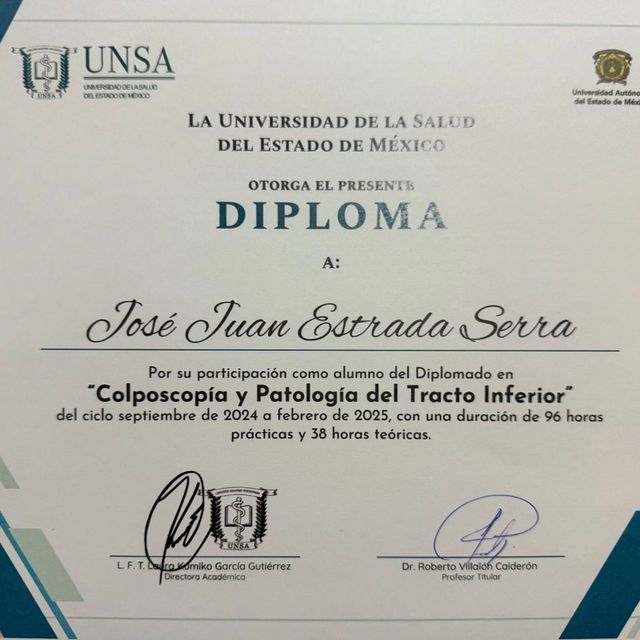 UNSA
UNIVERSIDAD DE LA SALUD
DEL ESTADO DE MÉXICO
UNSA
Universidad Autóno
del Estado de Méxi
LA UNIVERSIDAD DE LA SALUD
DEL ESTADO DE MÉXICO
OTORGA EL PRESENTE
DIPLOMA
A:
José Juan Estrada Serra
Por su participación como alumno del Diplomado en
“Colposcopía y Patología del Tracto Inferior”
del ciclo septiembre de 2024 a febrero de 2025, con una duración de 96 horas
prácticas y 38 horas teóricas.
UNSA
L. F. T. Laura Komiko García Gutiérrez
Directora Académica
Dr. Roberto Villalón Calderón
Profesor Titular